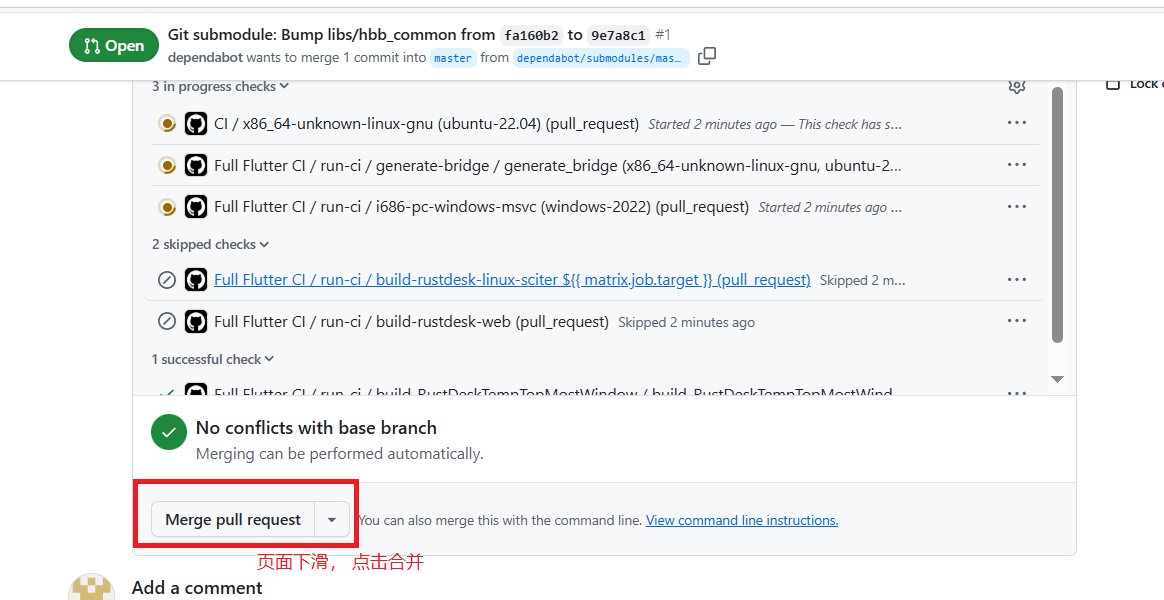 Open
Git submodule: Bump libs/hbb_common from fa160b2 to 9e7a8c1 #1
dependabot wants to merge 1 commit into master from dependabot/submodules/mas…
3 in progress checks
Lock
CI / x86_64-unknown-linux-gnu (ubuntu-22.04) (pull_request) Started 2 minutes ago — This check has s...
Full Flutter CI / run-ci / generate-bridge / generate_bridge (x86_64-unknown-linux-gnu, ubuntu-2...
Full Flutter CI / run-ci / i686-pc-windows-msvc (windows-2022) (pull_request) Started 2 minutes ago ...
2 skipped checks
Full Flutter CI / run-ci / build-rustdesk-linux-sciter ${{ matrix.job.target }} (pull_request) Skipped 2 m...
Full Flutter CI / run-ci / build-rustdesk-web (pull_request) Skipped 2 minutes ago
1 successful check
Full Flutter CI / run-ci / build-RustDeskTempTopMostWindow / build-RustDeskTempTopMostWind...
No conflicts with base branch
Merging can be performed automatically.
Merge pull request
You can also merge this with the command line. View command line instructions.
页面下滑， 点击合并
Add a comment